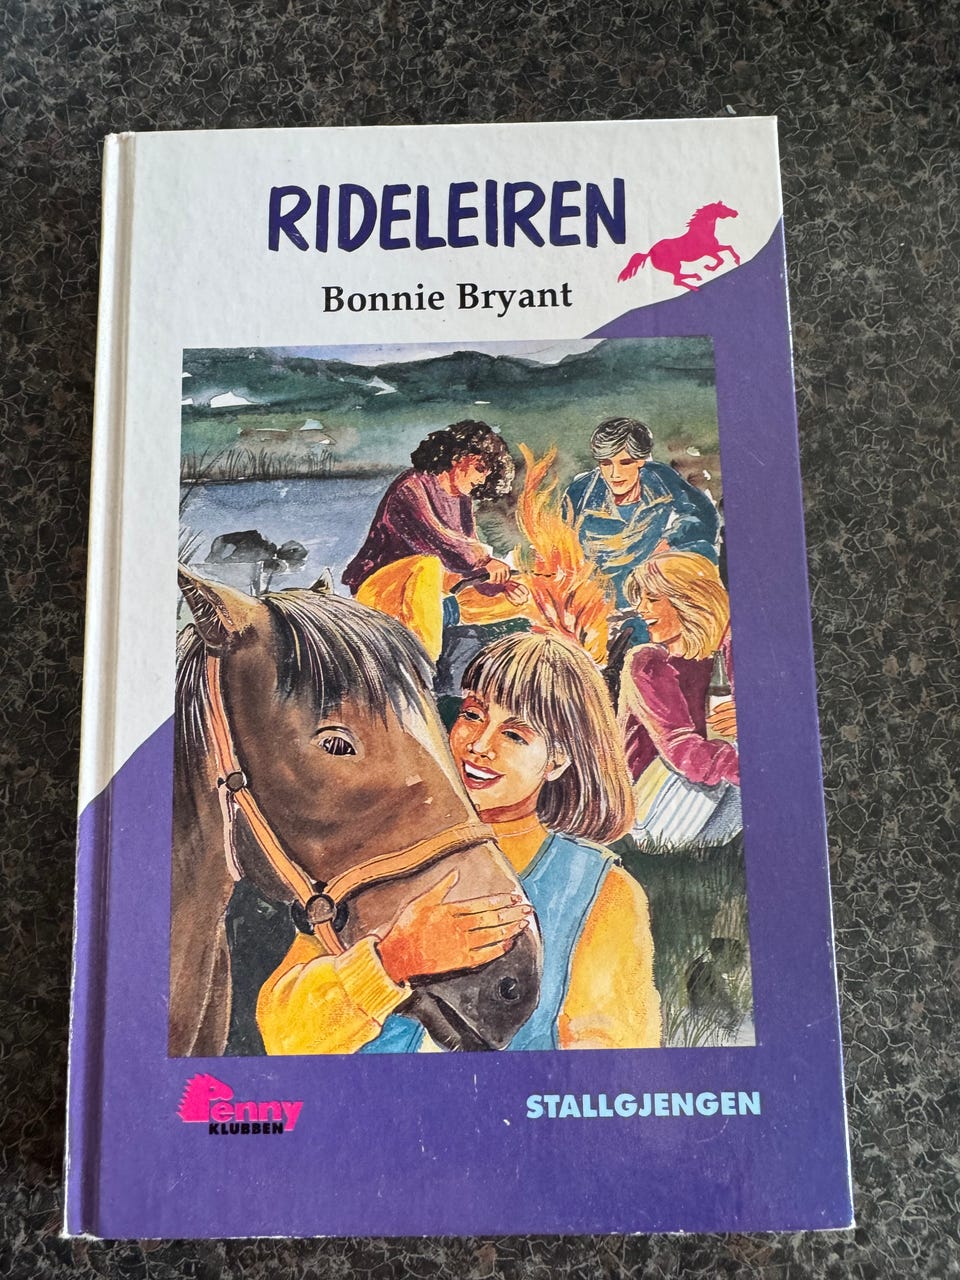 RIDELEIREN
Bonnie Bryant
Penny
KLUBBEN
STALLGJENGEN